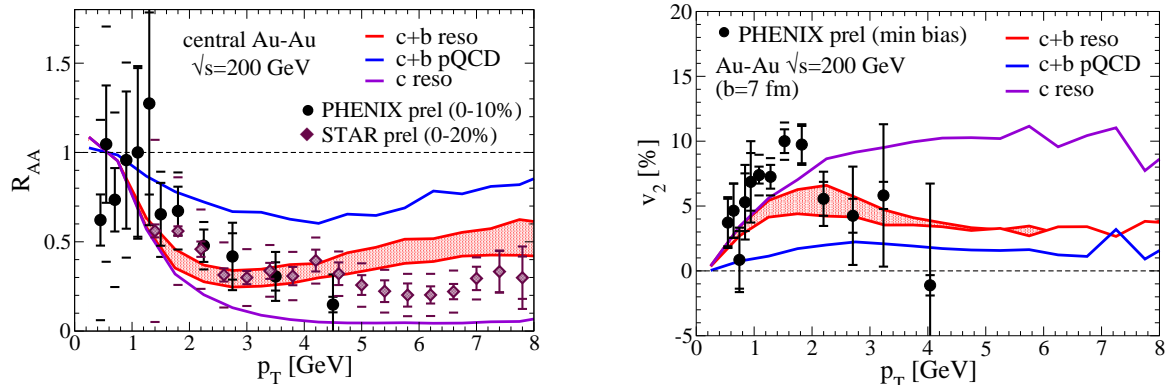 central Au-Au
√s=200 GeV
c+b reso
c+b pQCD
c reso
PHENIX prel (0-10%)
STAR prel (0-20%)
R_AA
1.5
1
0.5
0
0 1 2 3 4 5 6 7 8
p_T [GeV]
PHENIX prel (min bias)
Au-Au √s=200 GeV
(b=7 fm)
c+b reso
c+b pQCD
c reso
v_2 [%]
20
15
10
5
0
-5
0 1 2 3 4 5 6 7 8
p_T [GeV]